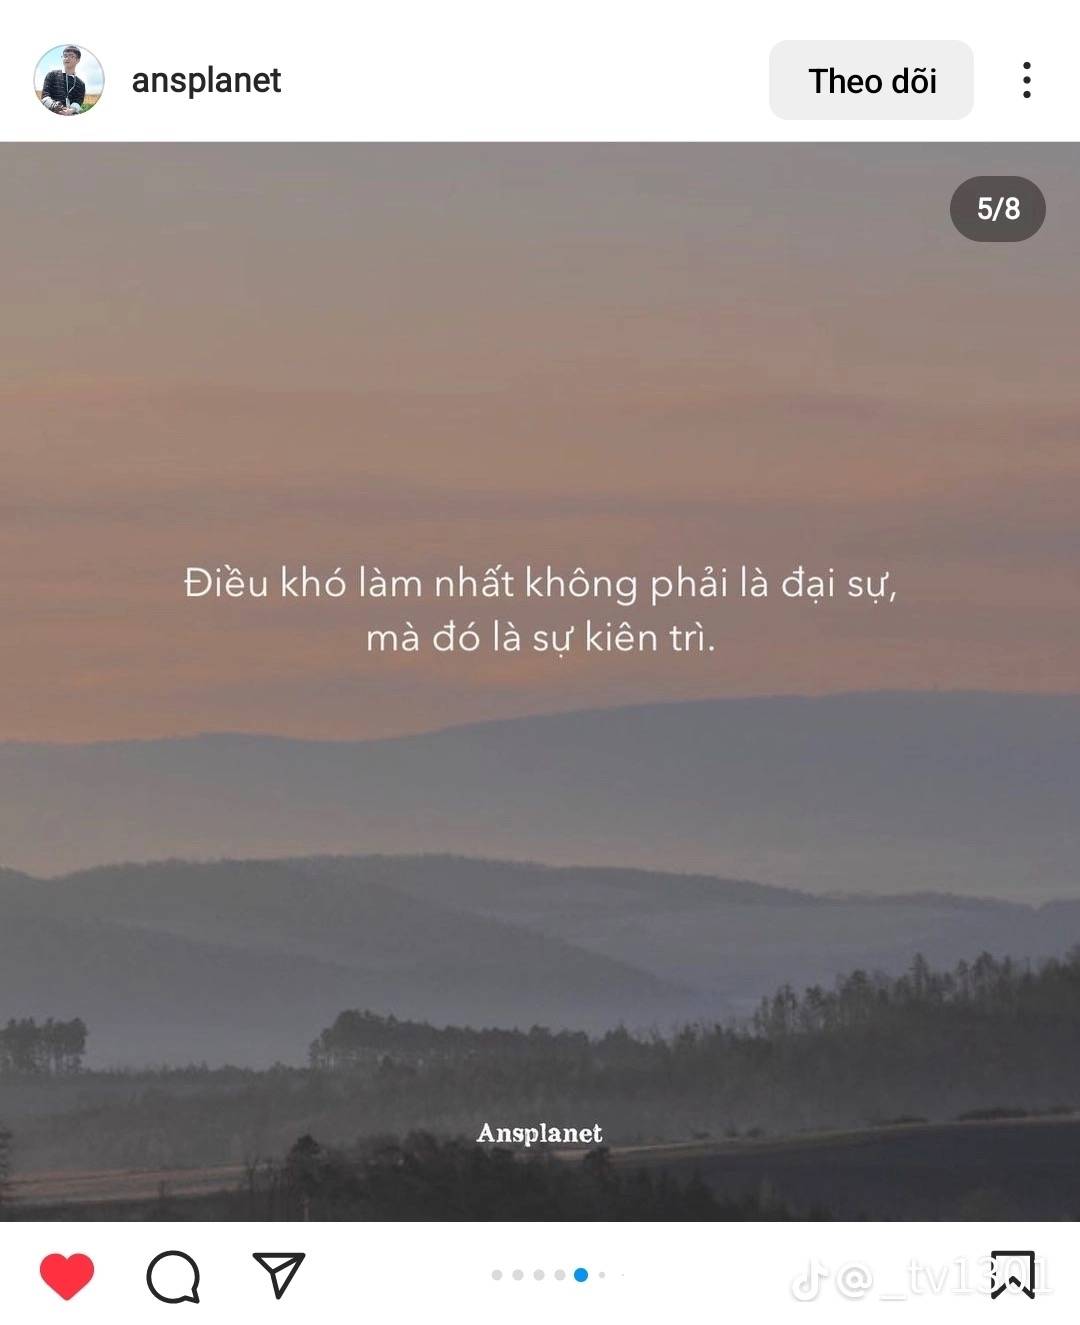 ansplanet
Theo dõi
5/8
Điều khó làm nhất không phải là đại sự,
mà đó là sự kiên trì.
Ansplanet
@_tv1301